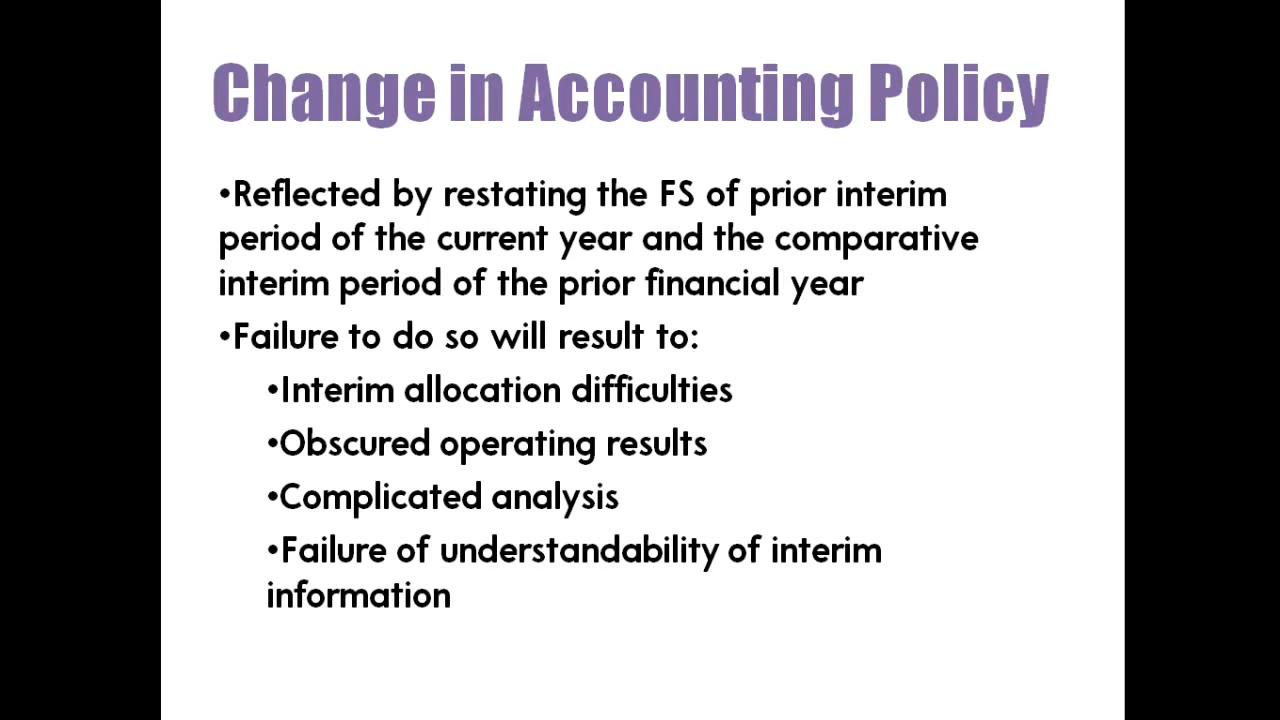 Change in Accounting Policy
•Reflected by restating the FS of prior interim
period of the current year and the comparative
interim period of the prior financial year
•Failure to do so will result to:
•Interim allocation difficulties
•Obscured operating results
•Complicated analysis
•Failure of understandability of interim
information